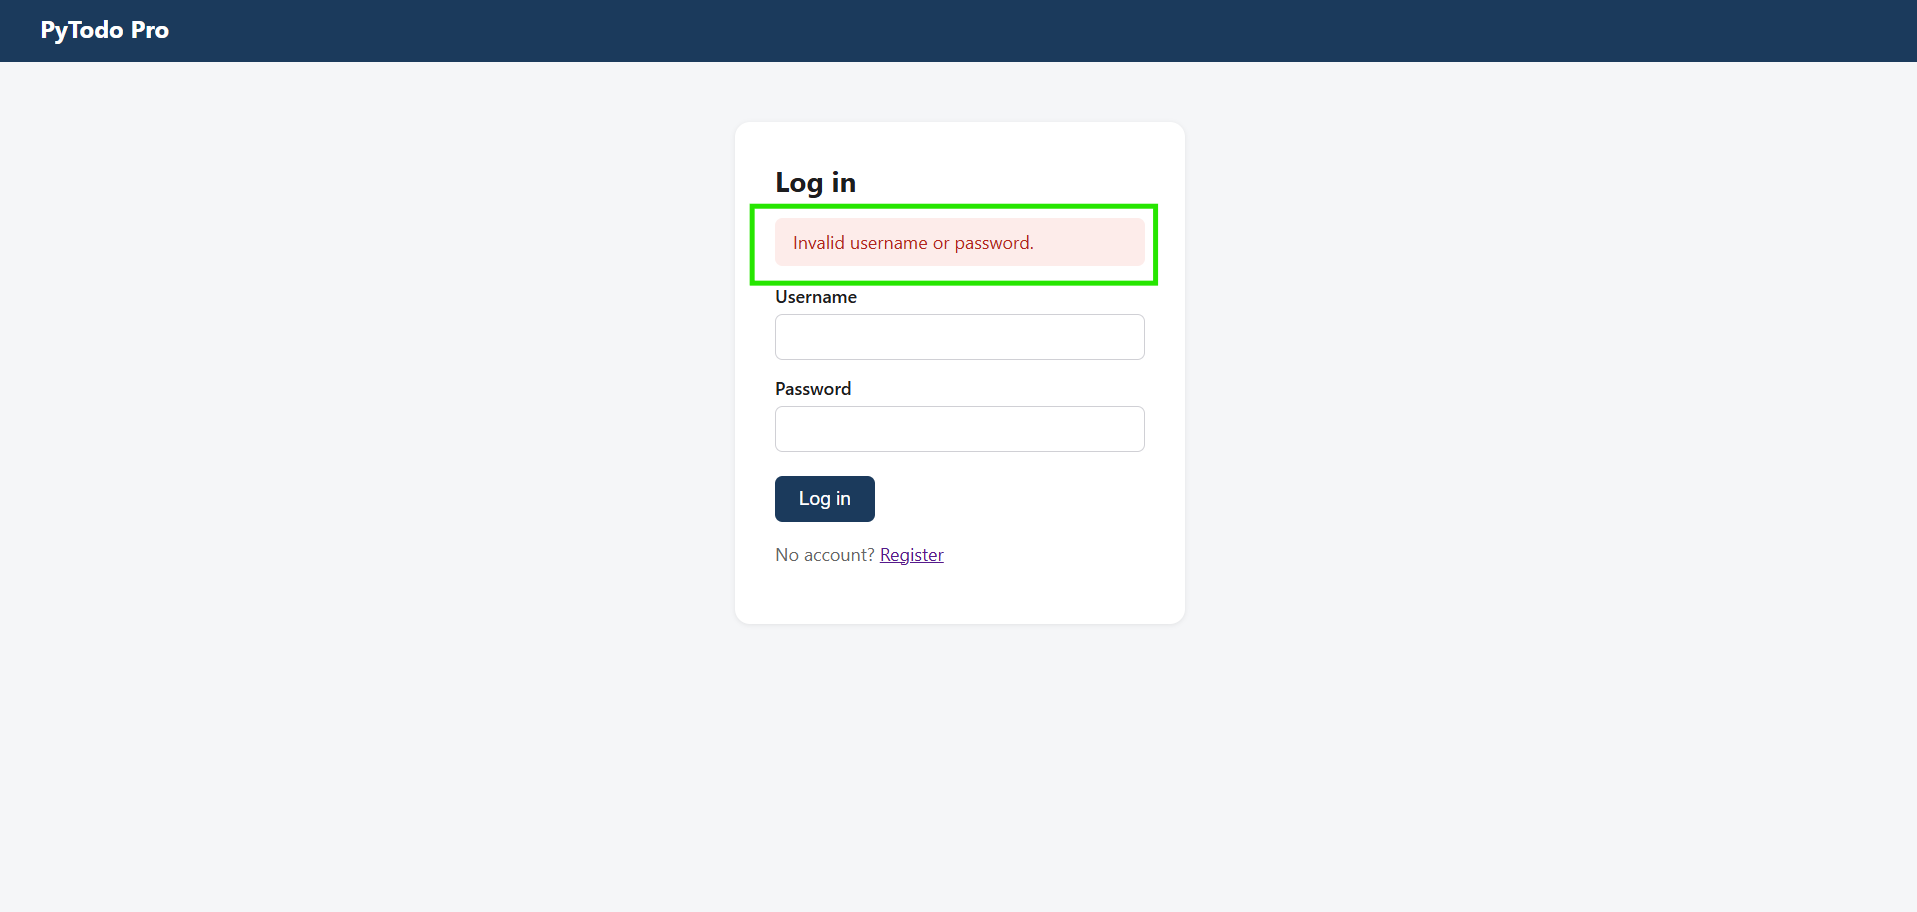 PyTodo Pro
Log in
Invalid username or password.
Username
Password
Log in
No account? Register